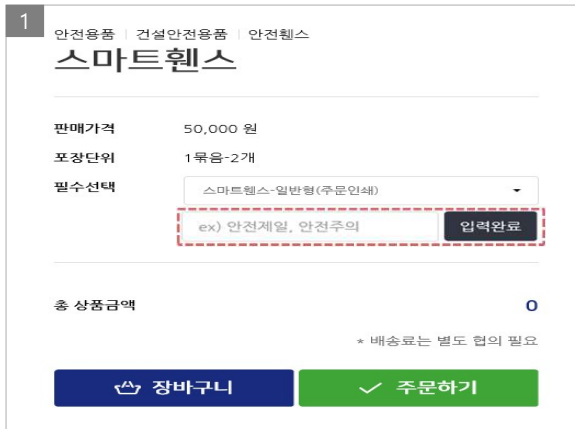 1
안전용품 | 건설안전용품 | 안전휀스
스마트휀스
판매가격 50,000 원
포장단위 1묶음-2개
필수선택 스마트휀스-일반형(주문인쇄)
ex) 안전제일, 안전주의 입력완료
총 상품금액 0
* 배송료는 별도 협의 필요
장바구니 주문하기